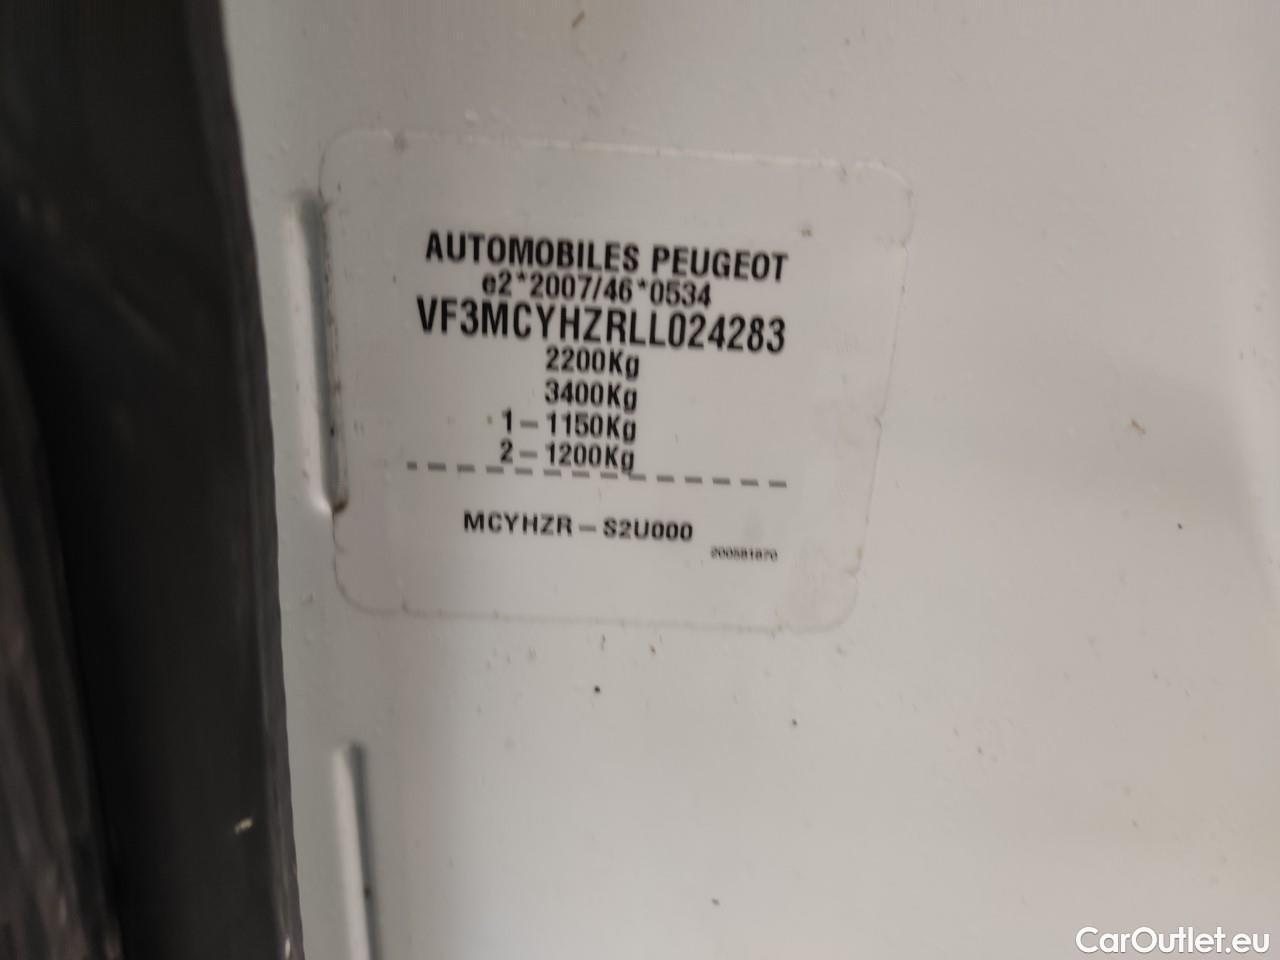 AUTOMOBILES PEUGEOT
e2*2007/46*0534
VF3MCYHZRLL024283
2200Kg
3400Kg
1-1150Kg
2-1200Kg
MCYHZR-S2U000
CarOutlet.eu